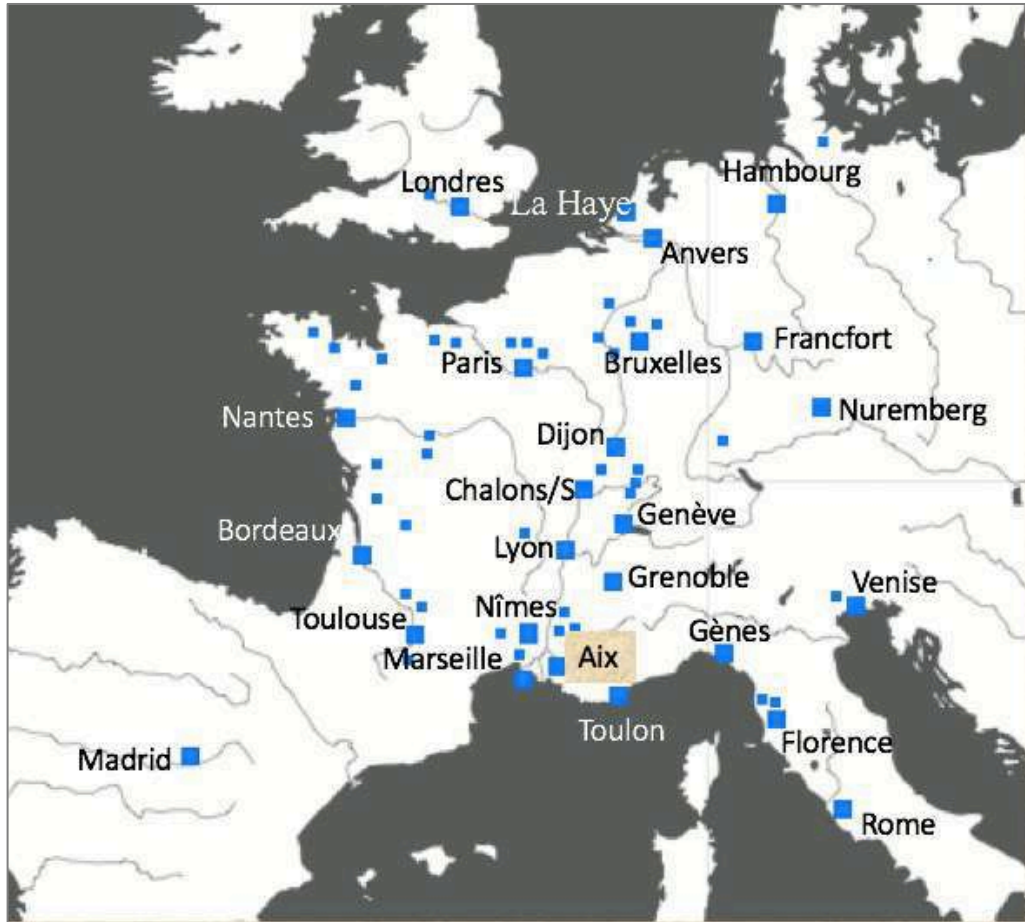 Hambourg
Londres
La Haye
Anvers
Paris
Bruxelles
Francfort
Nantes
Nuremberg
Dijon
Chalons/S
Genève
Bordeaux
Lyon
Grenoble
Venise
Nîmes
Toulouse
Gènes
Marseille
Aix
Toulon
Florence
Madrid
Rome